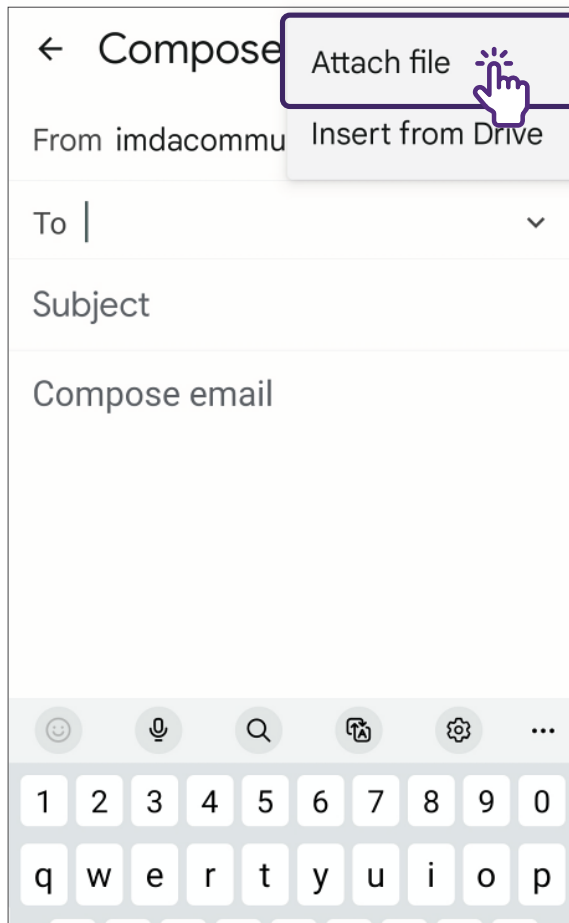 Compose
Attach file
From imdacommu
Insert from Drive
To
Subject
Compose email
1 2 3 4 5 6 7 8 9 0
q w e r t y u i o p